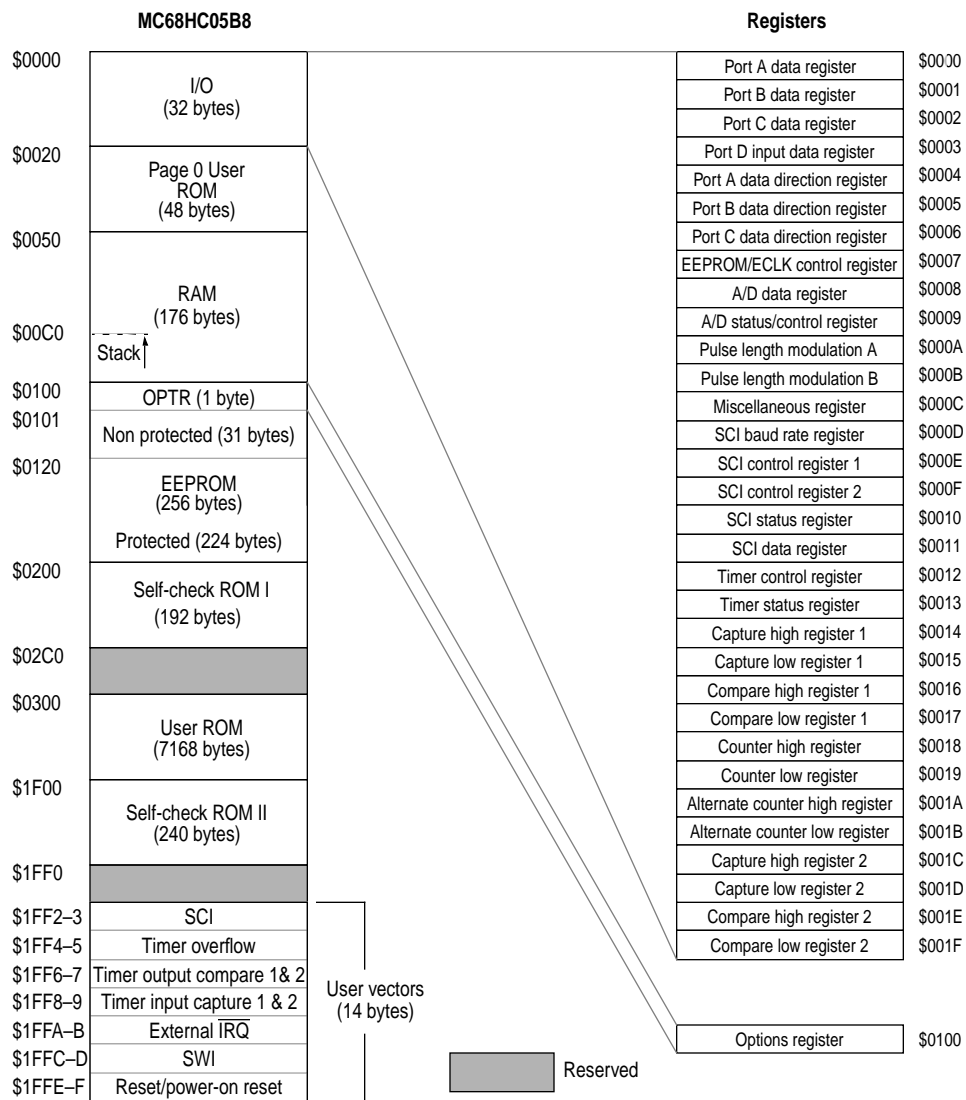 MC68HC05B8
$0000
I/O
(32 bytes)
$0020
Page 0 User
ROM
(48 bytes)
$0050
RAM
(176 bytes)
$00C0
Stack
$0100
OPTR (1 byte)
$0101
Non protected (31 bytes)
$0120
EEPROM
(256 bytes)
Protected (224 bytes)
$0200
Self-check ROM I
(192 bytes)
$02C0
$0300
User ROM
(7168 bytes)
$1F00
Self-check ROM II
(240 bytes)
$1FF0
$1FF2–3 SCI
$1FF4–5 Timer overflow
$1FF6–7 Timer output compare 1& 2
$1FF8–9 Timer input capture 1 & 2
$1FFA–B External IRQ
$1FFC–D SWI
$1FFE–F Reset/power-on reset
User vectors
(14 bytes)
Reserved
Registers
Port A data register $0000
Port B data register $0001
Port C data register $0002
Port D input data register $0003
Port A data direction register $0004
Port B data direction register $0005
Port C data direction register $0006
EEPROM/ECLK control register $0007
A/D data register $0008
A/D status/control register $0009
Pulse length modulation A $000A
Pulse length modulation B $000B
Miscellaneous register $000C
SCI baud rate register $000D
SCI control register 1 $000E
SCI control register 2 $000F
SCI status register $0010
SCI data register $0011
Timer control register $0012
Timer status register $0013
Capture high register 1 $0014
Capture low register 1 $0015
Compare high register 1 $0016
Compare low register 1 $0017
Counter high register $0018
Counter low register $0019
Alternate counter high register $001A
Alternate counter low register $001B
Capture high register 2 $001C
Capture low register 2 $001D
Compare high register 2 $001E
Compare low register 2 $001F
Options register $0100